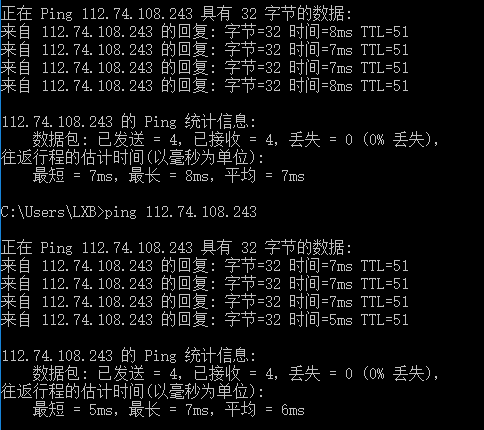 正在 Ping 112.74.108.243 具有 32 字节的数据:
来自 112.74.108.243 的回复: 字节=32 时间=8ms TTL=51
来自 112.74.108.243 的回复: 字节=32 时间=7ms TTL=51
来自 112.74.108.243 的回复: 字节=32 时间=7ms TTL=51
来自 112.74.108.243 的回复: 字节=32 时间=8ms TTL=51
112.74.108.243 的 Ping 统计信息:
数据包: 已发送 = 4，已接收 = 4，丢失 = 0 (0% 丢失)，
往返行程的估计时间(以毫秒为单位):
最短 = 7ms，最长 = 8ms，平均 = 7ms
C:\Users\LXB>ping 112.74.108.243
正在 Ping 112.74.108.243 具有 32 字节的数据:
来自 112.74.108.243 的回复: 字节=32 时间=7ms TTL=51
来自 112.74.108.243 的回复: 字节=32 时间=7ms TTL=51
来自 112.74.108.243 的回复: 字节=32 时间=7ms TTL=51
来自 112.74.108.243 的回复: 字节=32 时间=5ms TTL=51
112.74.108.243 的 Ping 统计信息:
数据包: 已发送 = 4，已接收 = 4，丢失 = 0 (0% 丢失)，
往返行程的估计时间(以毫秒为单位):
最短 = 5ms，最长 = 7ms，平均 = 6ms